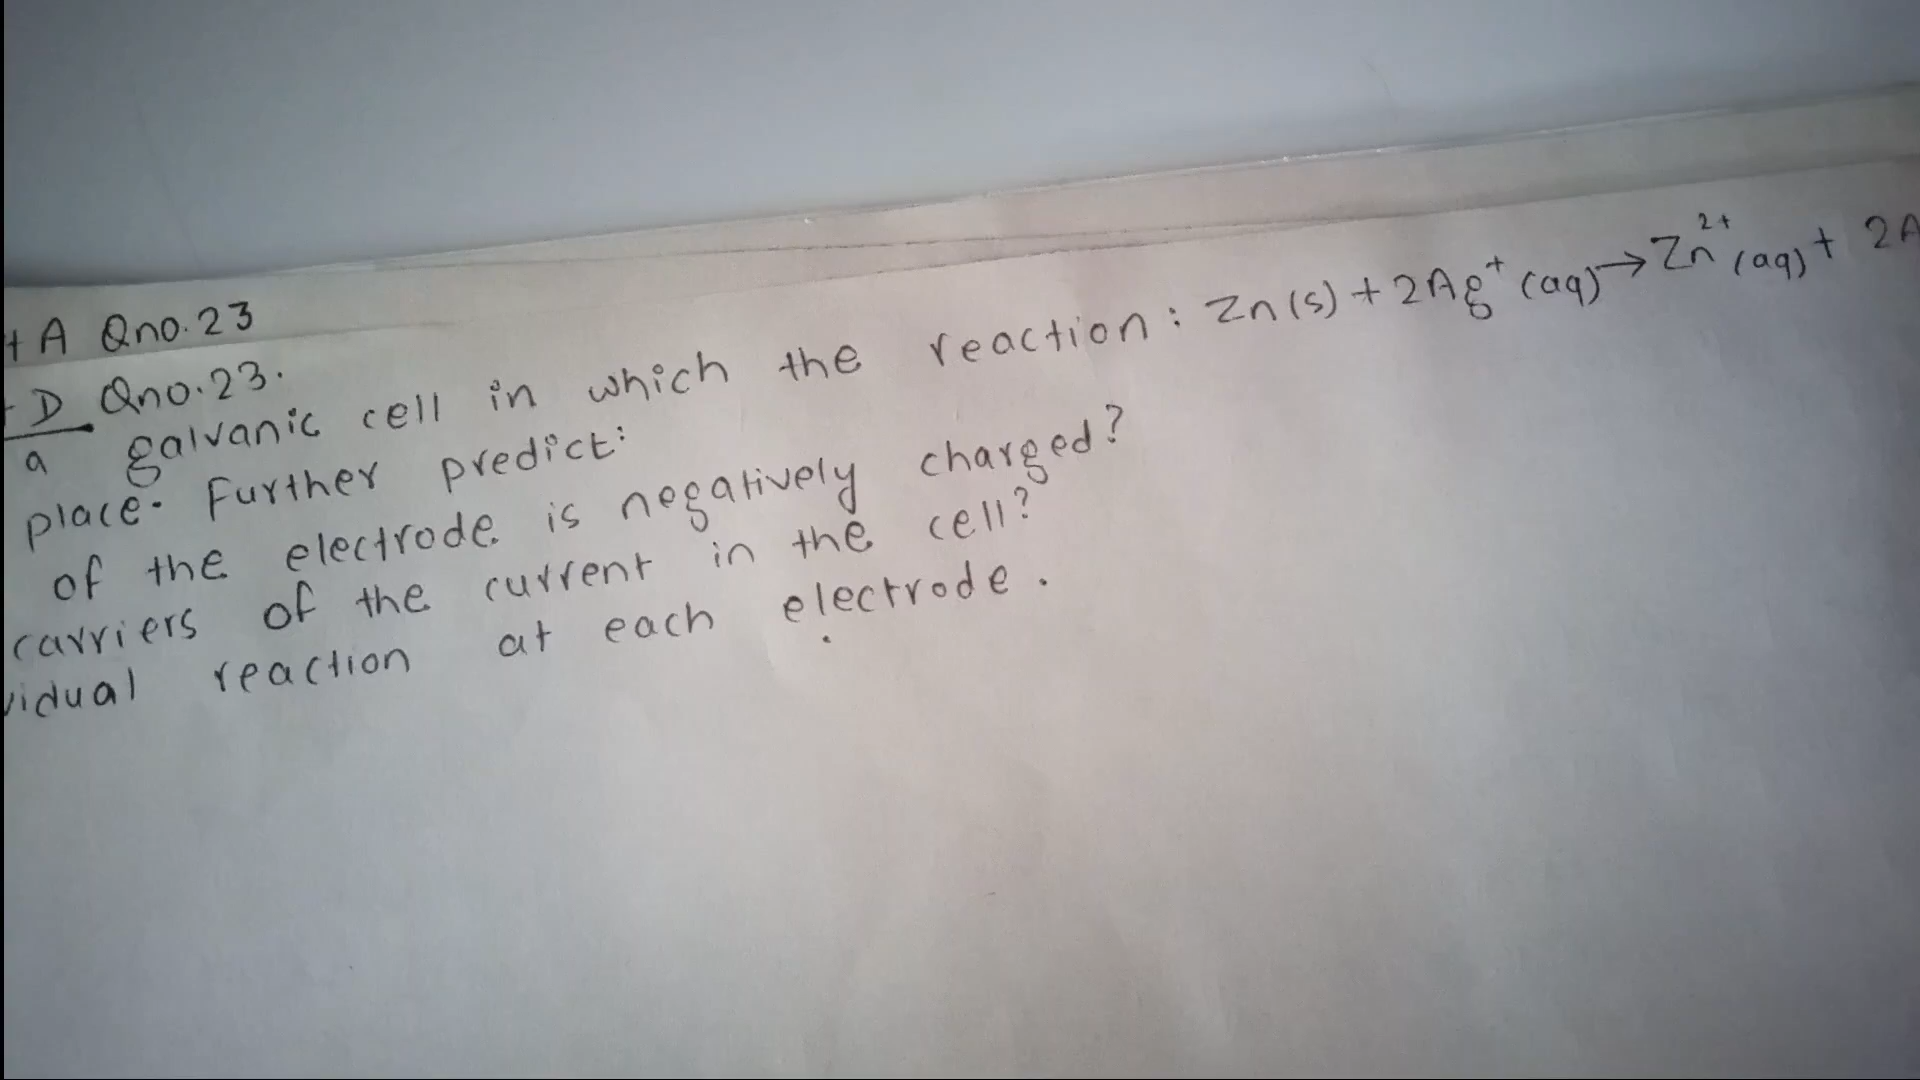 t A Qno.23
D Qno.23.
a galvanic cell in which the reaction: Zn(s) + 2Ag⁺(aq) → Zn²⁺(aq) + 2A
place. Further predict:
of the electrode is negatively charged?
carriers of the current in the cell?
vidual reaction at each electrode.